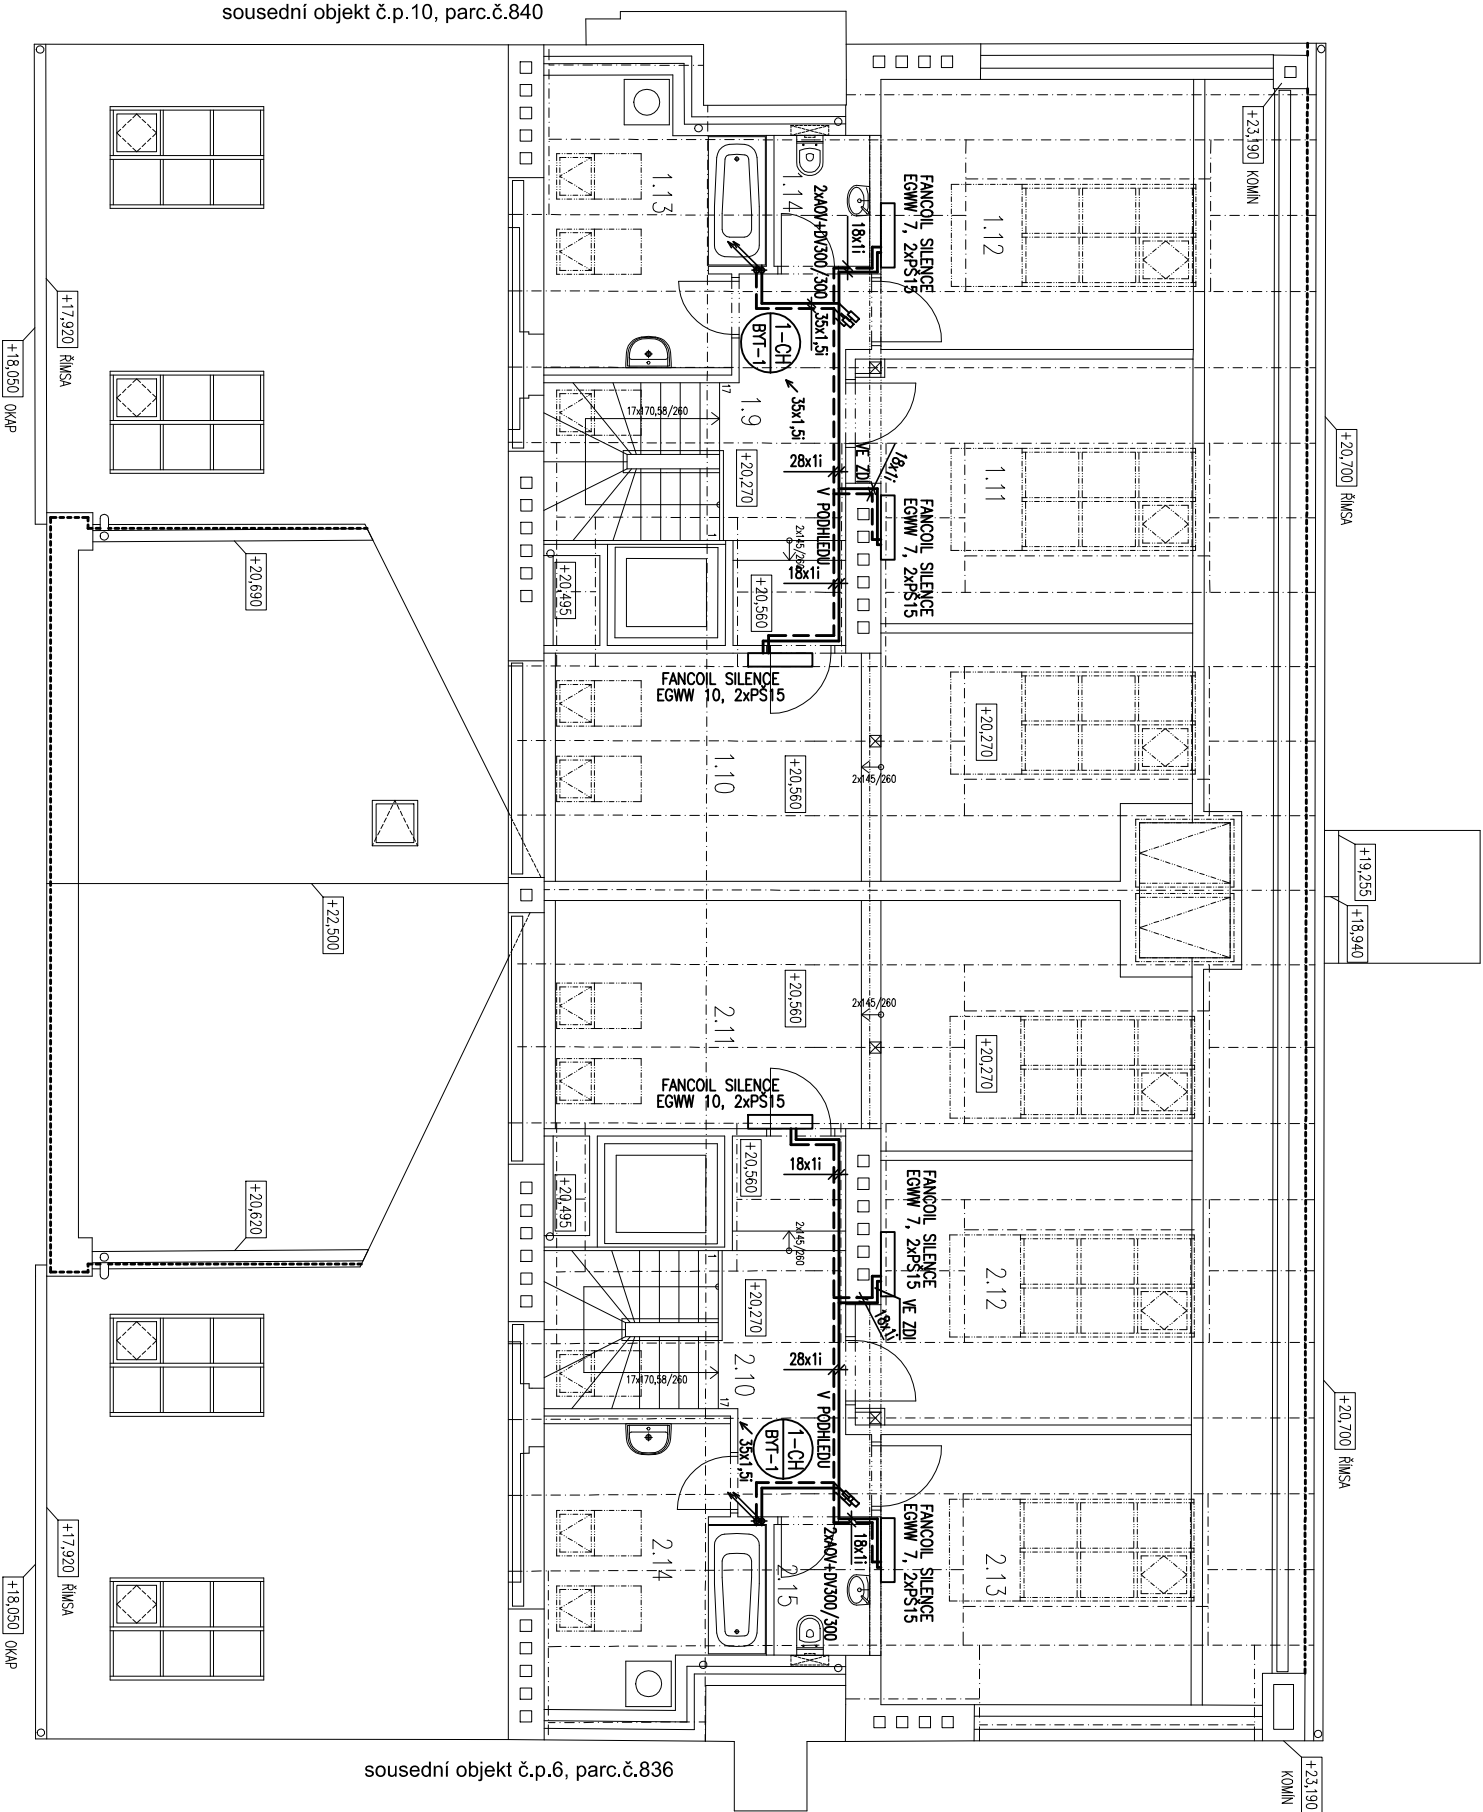 sousední objekt č.p.10, parc.č.840
+23,190
KOMÍN
1.13
1.14
1.12
2xAOV+DV300/300
18x1i
FANCOIL SILENCE
EGWW 7, 2xPS15
35x1,5i
1-CH
BYT-1
35x1,5i
+17,920
ŘÍMSA
+18,050
OKAP
17
17x170,58/260
1.9
+20,270
28x1i
VE ZDI
18x1i
V PODHLEDU
1.11
FANCOIL SILENCE
EGWW 7, 2xPS15
+20,700
ŘÍMSA
1
2x145/260
18x1i
+20,690
+20,495
+20,560
FANCOIL SILENCE
EGWW 10, 2xPS15
1.10
+20,560
2x145/260
+20,270
+19,255
+18,940
+22,500
2.11
+20,560
2x145/260
+20,270
FANCOIL SILENCE
EGWW 10, 2xPS15
+20,620
+20,495
+20,560
18x1i
2x145/260
1
FANCOIL SILENCE
EGWW 7, 2xPS15
VE ZDI
18x1i
2.12
+20,270
2.10
28x1i
17x170,58/260
17
V PODHLEDU
1-CH
BYT-1
35x1,5i
+20,700
ŘÍMSA
2.14
2.15
2xAOV+DV300/300
18x1i
FANCOIL SILENCE
EGWW 7, 2xPS15
2.13
+17,920
ŘÍMSA
+18,050
OKAP
sousední objekt č.p.6, parc.č.836
+23,190
KOMÍN